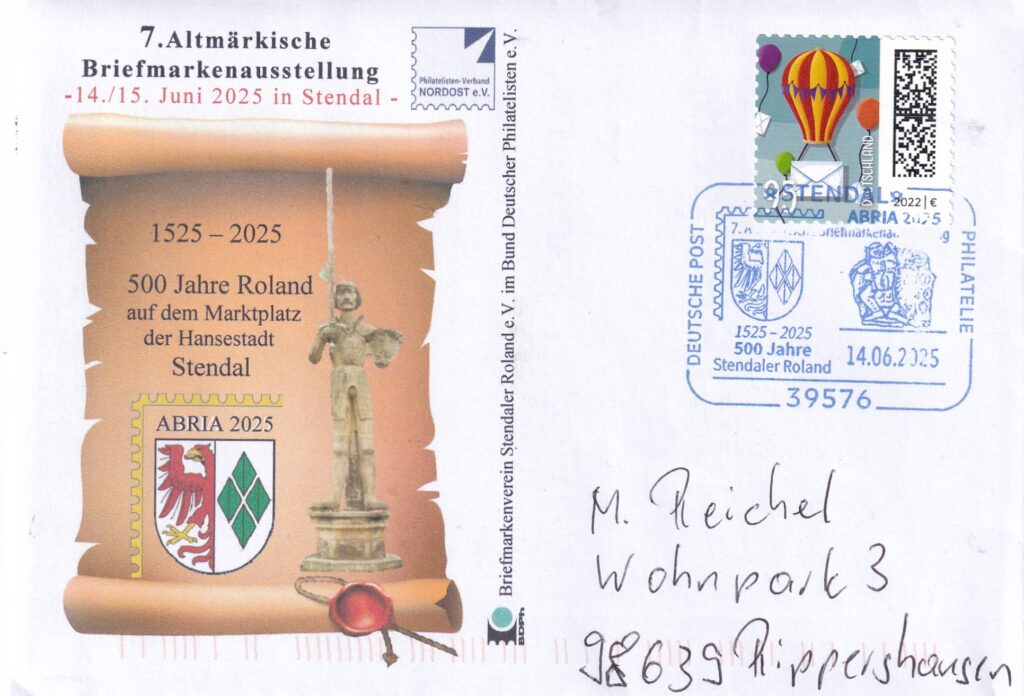 7.Altmärkische
Briefmarkenausstellung
-14./15. Juni 2025 in Stendal -
Philatelisten-Verband
NORDOST e.V.
1525 – 2025
500 Jahre Roland
auf dem Marktplatz
der Hansestadt
Stendal
ABRIA 2025
Briefmarkenverein Stendaler Roland e.V. im Bund Deutscher Philatelisten e.V.
BDPh
DEUTSCHLAND
95
2022 | €
STENDAL
ABRIA 2025
DEUTSCHE POST
PHILATELIE
1525 – 2025
500 Jahre
Stendaler Roland
14.06.2025
39576
M. Reichel
Wohnpark 3
98639 Rippershausen